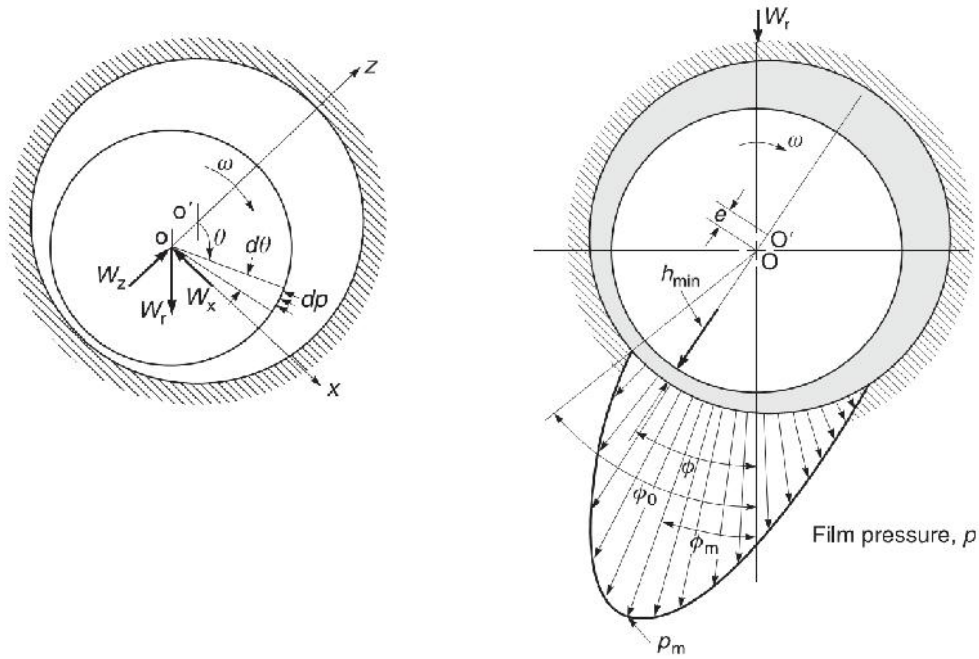 z
ω
O′
O
θ
dθ
W_z
W_r
W_x
dp
x
W_r
ω
e
O′
O
h_min
ϕ
ϕ_0
ϕ_m
Film pressure, p
p_m